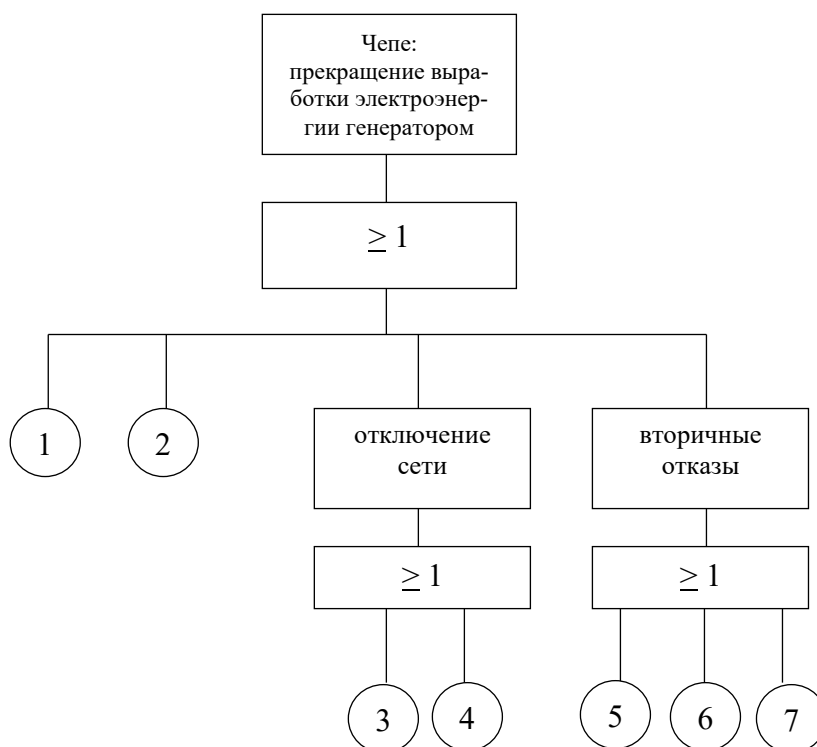 Чепе:
прекращение выра-
ботки электроэнер-
гии генератором
≥ 1
1
2
отключение
сети
вторичные
отказы
≥ 1
≥ 1
3
4
5
6
7